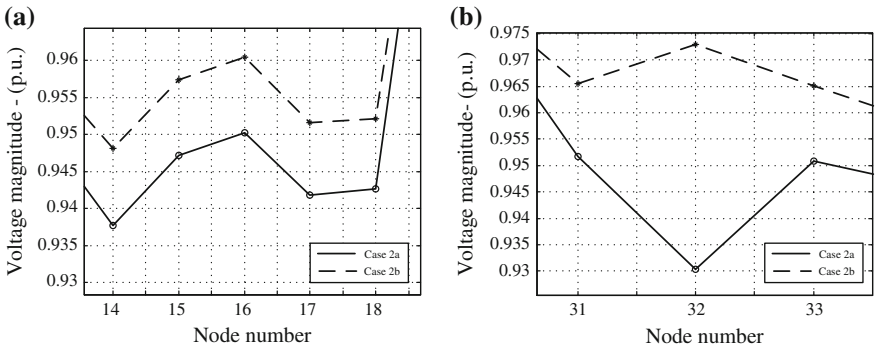 (a)
Voltage magnitude - (p.u.)
0.96
0.955
0.95
0.945
0.94
0.935
0.93
14 15 16 17 18
Node number
Case 2a
Case 2b
(b)
Voltage magnitude- (p.u.)
0.975
0.97
0.965
0.96
0.955
0.95
0.945
0.94
0.935
0.93
31 32 33
Node number
Case 2a
Case 2b